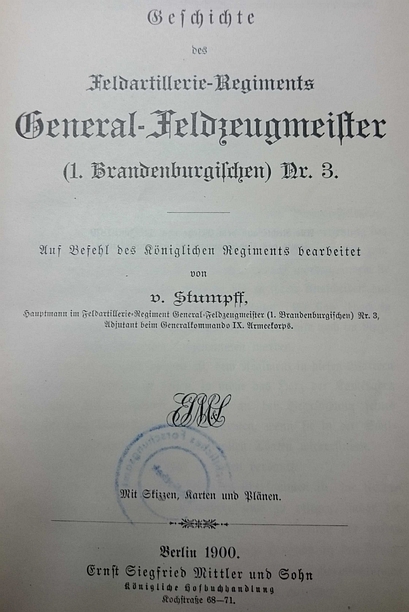 Geschichte
des
Feldartillerie-Regiments
General-Feldzeugmeister
(1. Brandenburgischen) Nr. 3.
Auf Befehl des Königlichen Regiments bearbeitet
von
v. Stumpff,
Hauptmann im Feldartillerie-Regiment General-Feldzeugmeister (1. Brandenburgischen) Nr. 3,
Adjutant beim Generalkommando IX. Armeekorps.
Mit Skizzen, Karten und Plänen.
Berlin 1900.
Ernst Siegfried Mittler und Sohn
Königliche Hofbuchhandlung
Kochstraße 68—71.